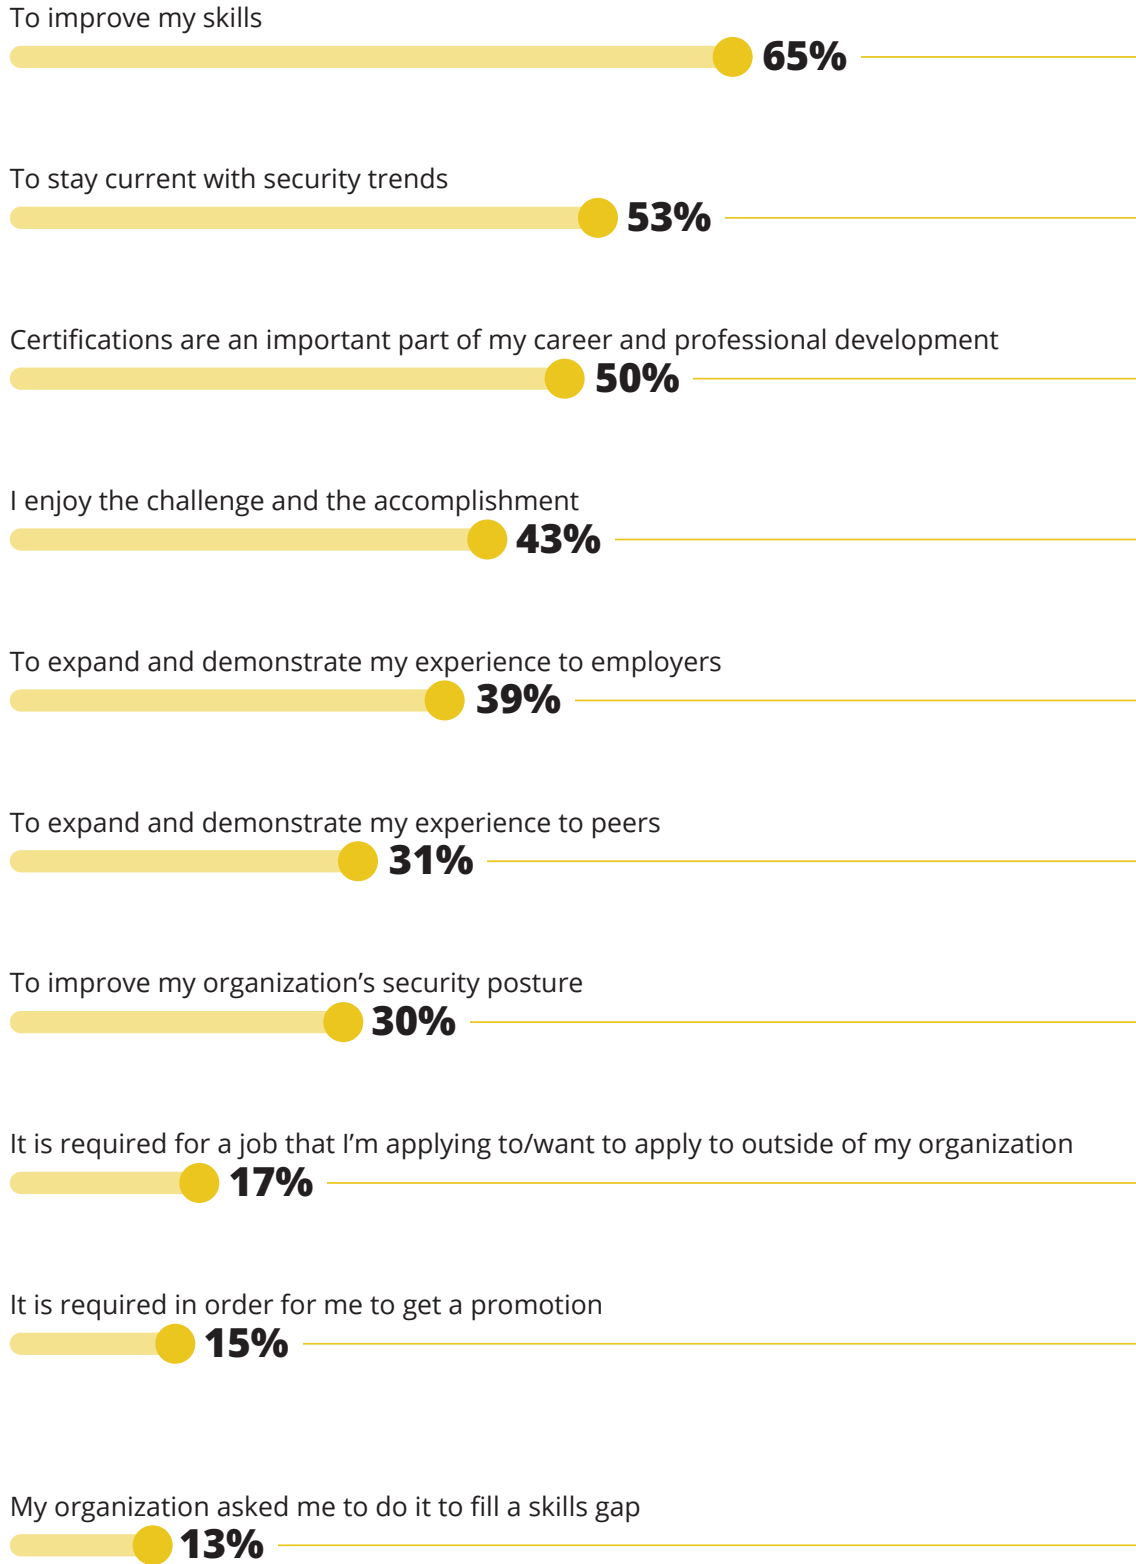 To improve my skills
65%
To stay current with security trends
53%
Certifications are an important part of my career and professional development
50%
I enjoy the challenge and the accomplishment
43%
To expand and demonstrate my experience to employers
39%
To expand and demonstrate my experience to peers
31%
To improve my organization’s security posture
30%
It is required for a job that I’m applying to/want to apply to outside of my organization
17%
It is required in order for me to get a promotion
15%
My organization asked me to do it to fill a skills gap
13%